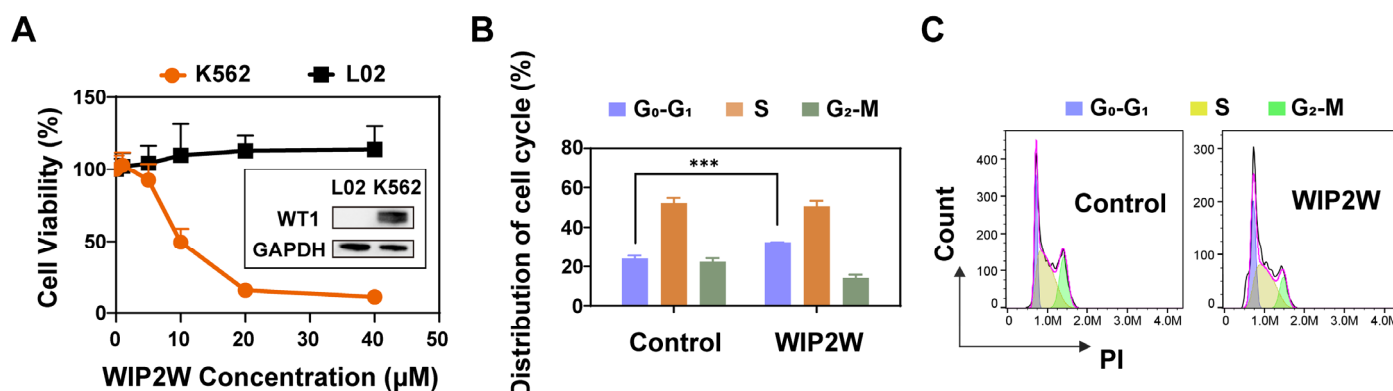 A
K562
L02
Cell Viability (%)
150
100
50
0
0
10
20
30
40
50
WIP2W Concentration (μM)
L02 K562
WT1
GAPDH
B
Distribution of cell cycle (%)
G₀-G₁
S
G₂-M
80
60
40
20
0
***
Control
WIP2W
C
G₀-G₁
S
G₂-M
Count
400
300
200
100
0
Control
0
1.0M
2.0M
3.0M
4.0M
300
200
100
0
WIP2W
0
1.0M
2.0M
3.0M
4.0M
PI